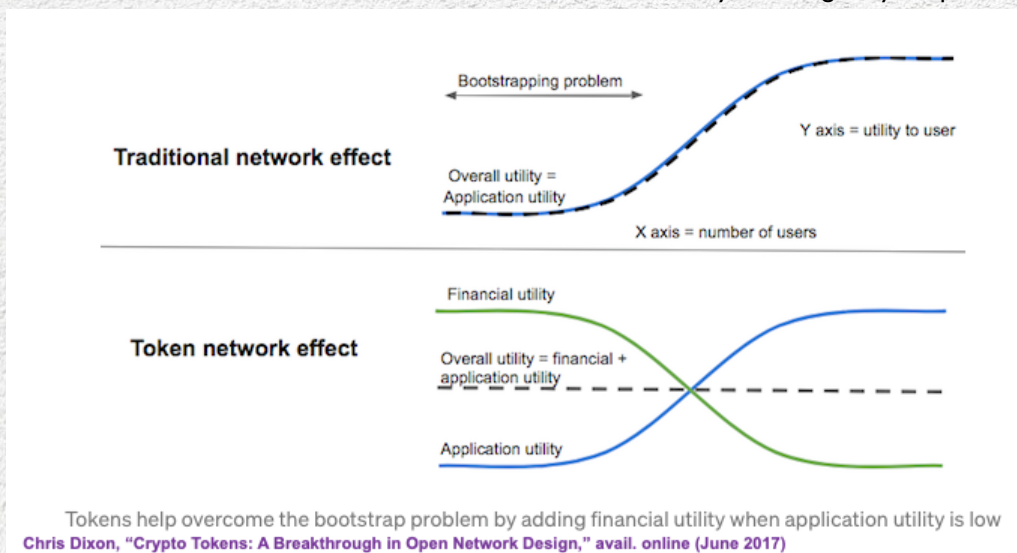 Bootstrapping problem
Y axis = utility to user
Traditional network effect
Overall utility =
Application utility
X axis = number of users
Financial utility
Token network effect
Overall utility = financial +
application utility
Application utility
Tokens help overcome the bootstrap problem by adding financial utility when application utility is low
Chris Dixon, “Crypto Tokens: A Breakthrough in Open Network Design,” avail. online (June 2017)